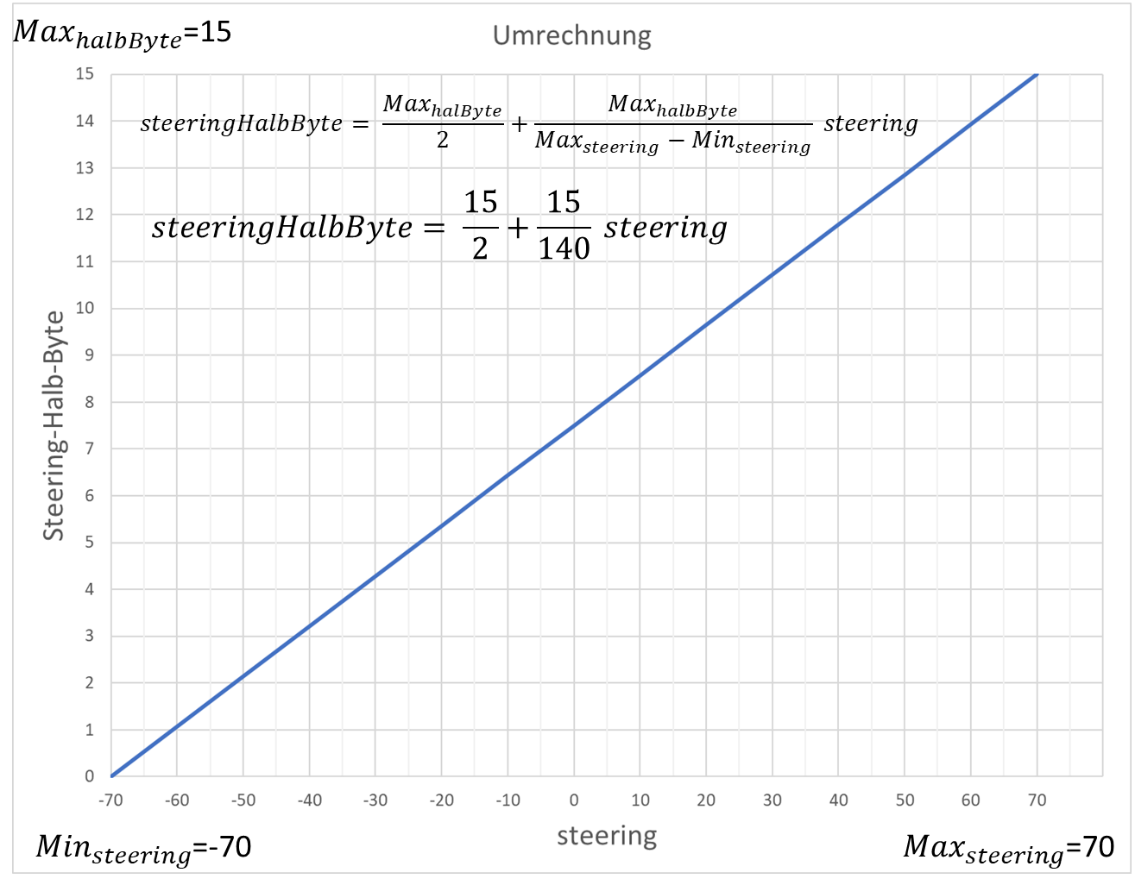 Max_halbByte=15
Umrechnung
steeringHalbByte = Max_halByte/2 + Max_halbByte/(Max_steering − Min_steering) steering
steeringHalbByte = 15/2 + 15/140 steering
Steering-Halb-Byte
15
14
13
12
11
10
9
8
7
6
5
4
3
2
1
0
-70 -60 -50 -40 -30 -20 -10 0 10 20 30 40 50 60 70
steering
Min_steering=-70
Max_steering=70